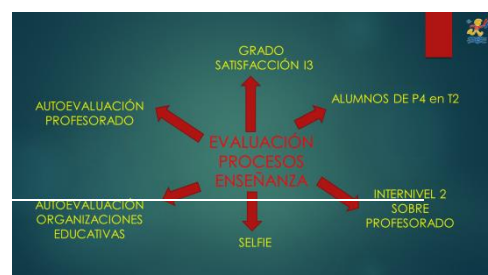 GRADO
SATISFACCIÓN I3
ALUMNOS DE P4 en T2
AUTOEVALUACIÓN
PROFESORADO
EVALUACIÓN
PROCESOS
ENSEÑANZA
INTERNIVEL 2
SOBRE
PROFESORADO
AUTOEVALUACIÓN
ORGANIZACIONES
EDUCATIVAS
SELFIE